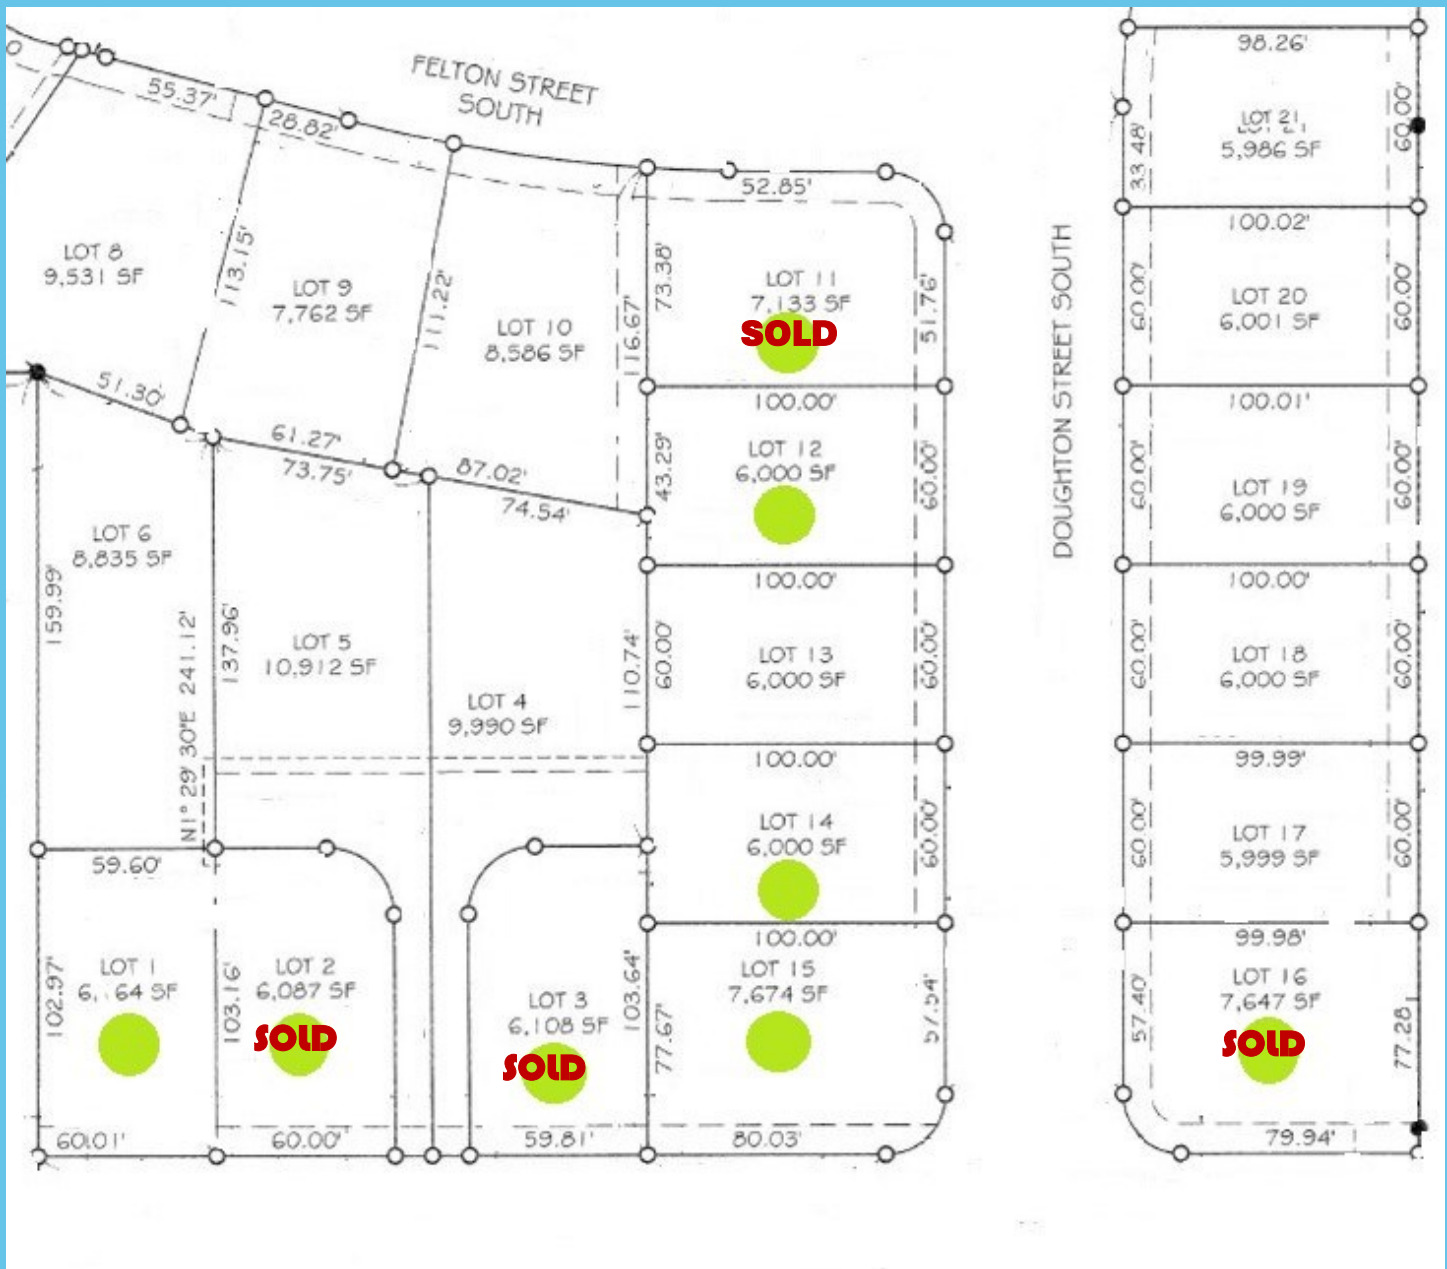 FELTON STREET
SOUTH
55.37'
28.82'
52.85'
LOT 8
9,531 SF
113.15'
LOT 9
7,762 SF
111.22'
LOT 10
8,586 SF
116.67'
73.38'
LOT 11
7,133 SF
SOLD
51.76'
100.00'
51.30'
61.27'
73.75'
87.02'
74.54'
43.29'
LOT 12
6,000 SF
60.00'
100.00'
LOT 6
8,835 SF
159.99'
N1° 29' 30"E 241.12'
137.96'
LOT 5
10,912 SF
LOT 4
9,990 SF
110.74'
60.00'
LOT 13
6,000 SF
60.00'
100.00'
LOT 14
6,000 SF
60.00'
100.00'
59.60'
LOT 1
102.97'
60.01'
103.16'
LOT 2
6,087 SF
SOLD
60.00'
LOT 3
6,108 SF
SOLD
103.64'
59.81'
77.67'
LOT 15
7,674 SF
57.54'
80.03'
DOUGHTON STREET SOUTH
98.26'
33.48'
LOT 21
5,986 SF
60.00'
100.02'
60.00'
LOT 20
6,001 SF
60.00'
100.01'
60.00'
LOT 19
6,000 SF
60.00'
100.00'
60.00'
LOT 18
6,000 SF
60.00'
99.99'
60.00'
LOT 17
5,999 SF
60.00'
99.98'
57.40'
LOT 16
7,647 SF
SOLD
77.28
79.94'